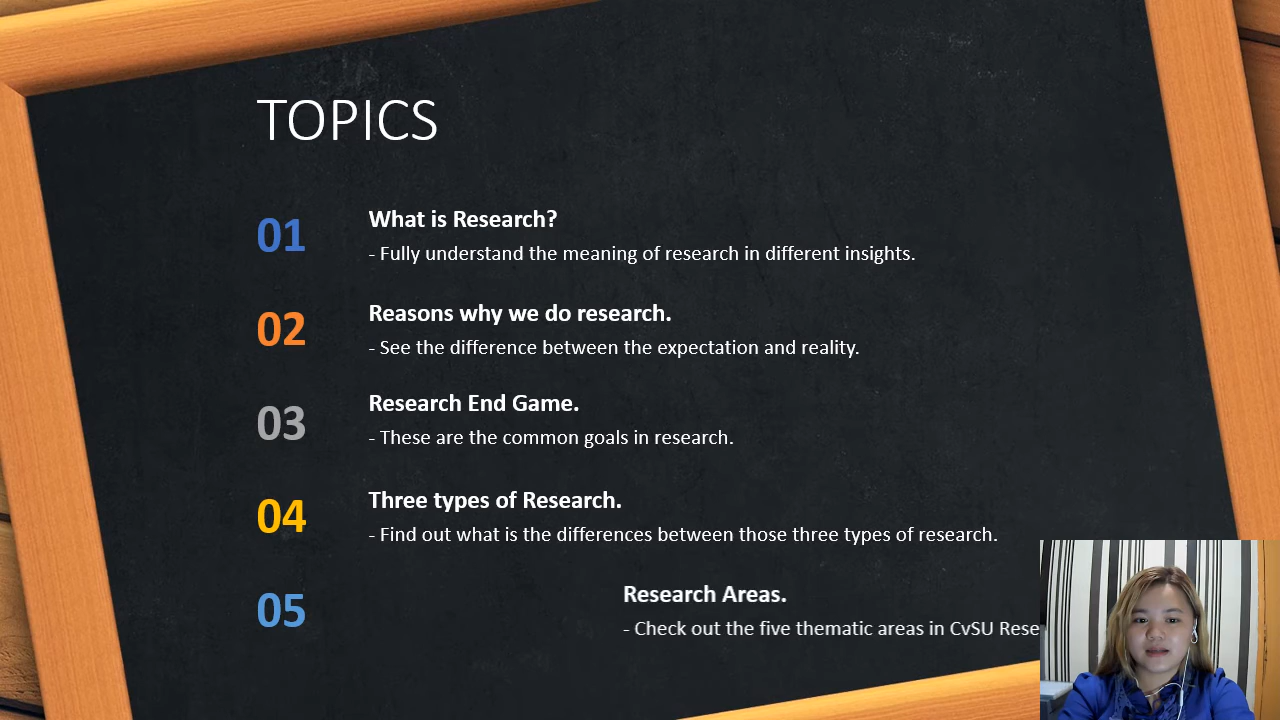 TOPICS
01
What is Research?
- Fully understand the meaning of research in different insights.
02
Reasons why we do research.
- See the difference between the expectation and reality.
03
Research End Game.
- These are the common goals in research.
04
Three types of Research.
- Find out what is the differences between those three types of research.
05
Research Areas.
- Check out the five thematic areas in CvSU Rese